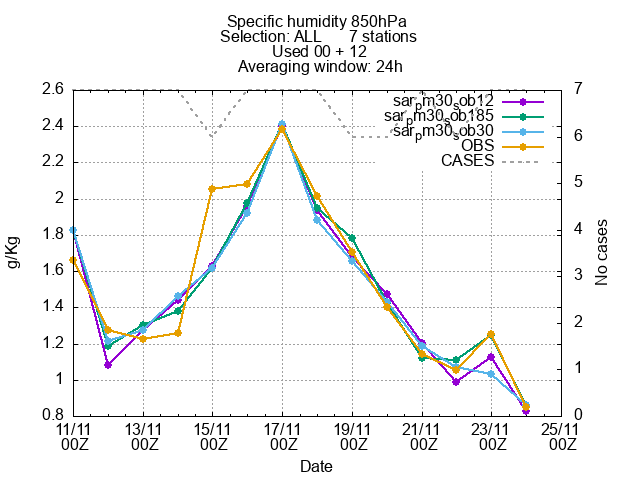 Specific humidity 850hPa
Selection: ALL 7 stations
Used 00 + 12
Averaging window: 24h
2.6
2.4
2.2
2
1.8
1.6
1.4
1.2
1
0.8
g/Kg
7
6
5
4
3
2
1
0
No cases
sarpm30sob12
sarpm30sob185
sarpm30sob30
OBS
CASES
11/11 13/11 15/11 17/11 19/11 21/11 23/11 25/11
00Z 00Z 00Z 00Z 00Z 00Z 00Z 00Z
Date